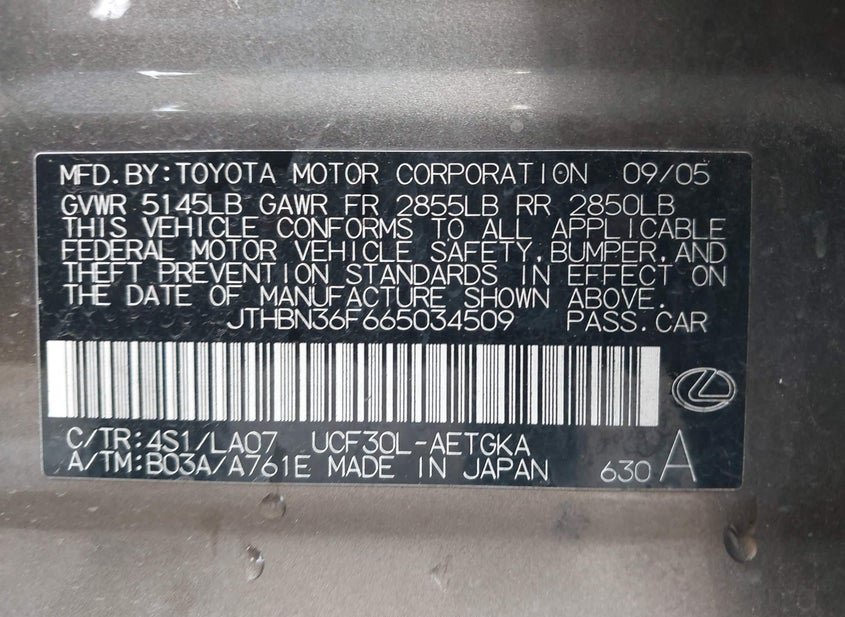 MFD.BY:TOYOTA MOTOR CORPORATION 09/05
GVWR 5145LB GAWR FR 2855LB RR 2850LB
THIS VEHICLE CONFORMS TO ALL APPLICABLE
FEDERAL MOTOR VEHICLE SAFETY,BUMPER,AND
THEFT PREVENTION STANDARDS IN EFFECT ON
THE DATE OF MANUFACTURE SHOWN ABOVE.
JTHBN36F665034509 PASS.CAR
C/TR:4S1/LA07 UCF30L-AETGKA
A/TM:B03A/A761E MADE IN JAPAN 630 A